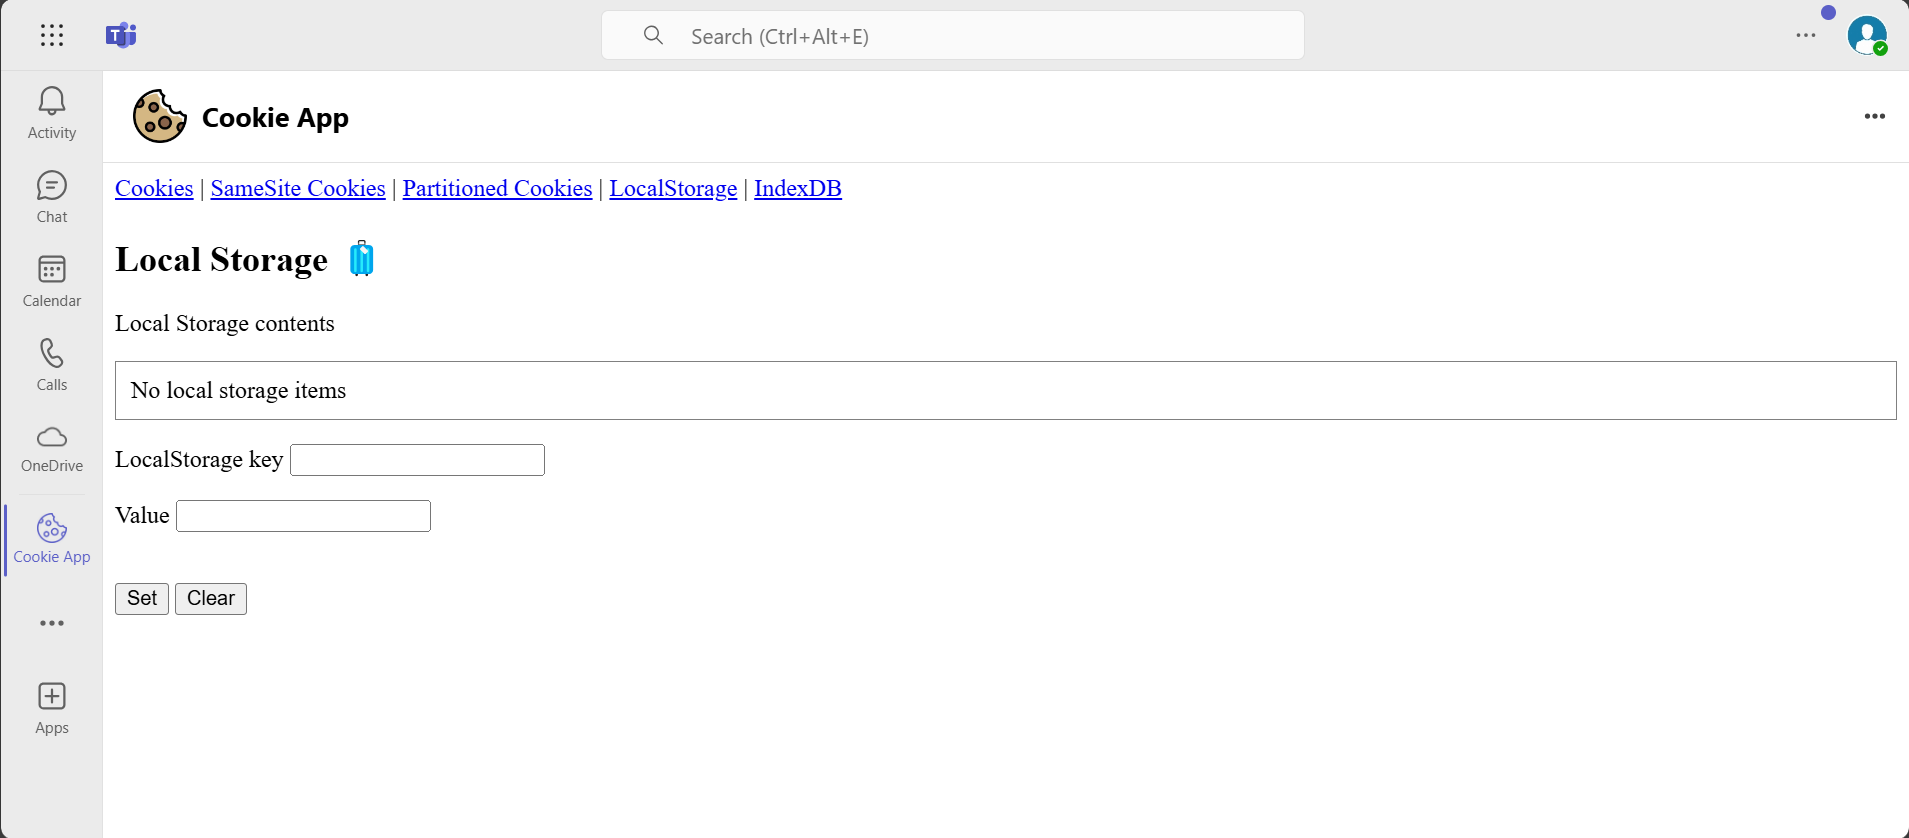 T
Search (Ctrl+Alt+E)
Activity
Chat
Calendar
Calls
OneDrive
Cookie App
Apps
Cookie App
Cookies | SameSite Cookies | Partitioned Cookies | LocalStorage | IndexDB
Local Storage
Local Storage contents
No local storage items
LocalStorage key
Value
Set Clear